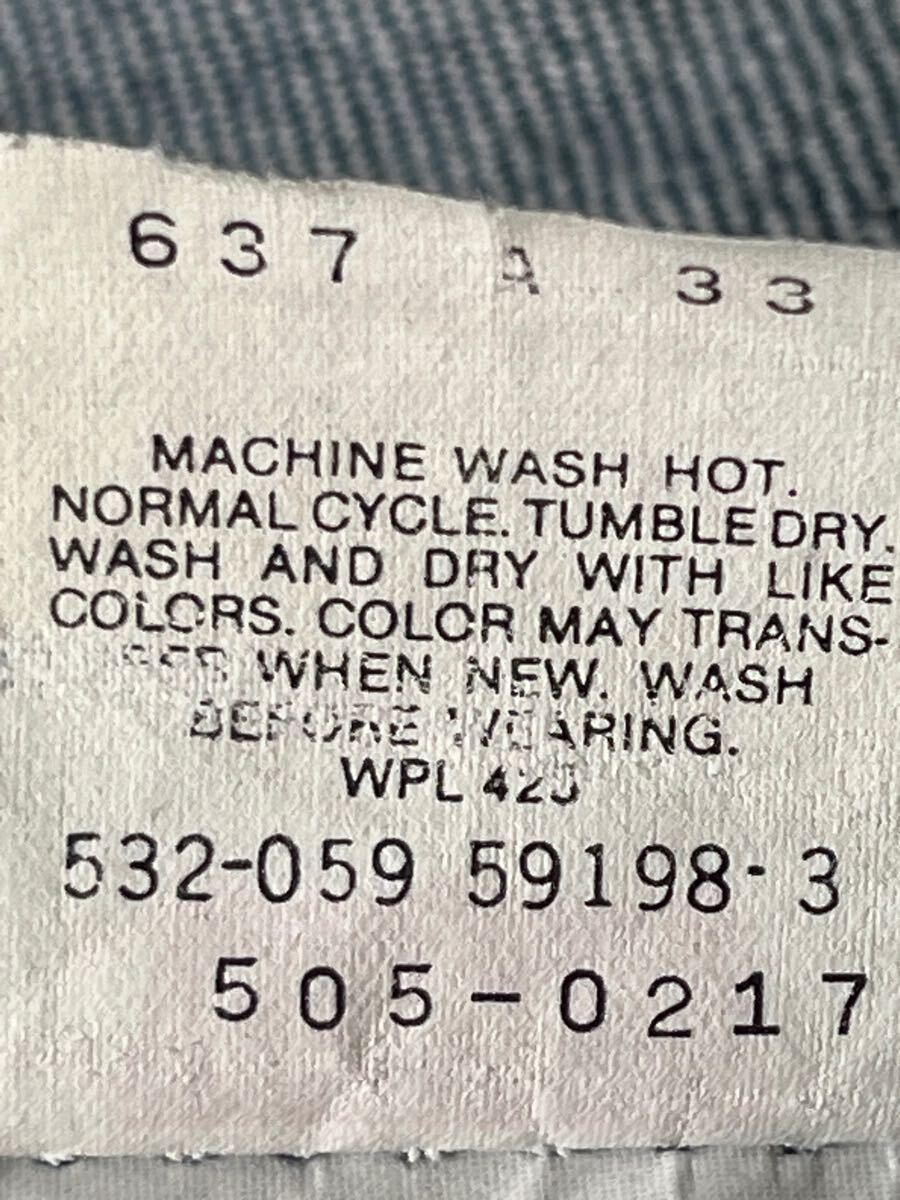 637 A 33
MACHINE WASH HOT.
NORMAL CYCLE. TUMBLE DRY.
WASH AND DRY WITH LIKE
COLORS. COLOR MAY TRANS-
WHEN NEW. WASH
BEFORE WEARING.
WPL
532-059 59198-3
505-0217